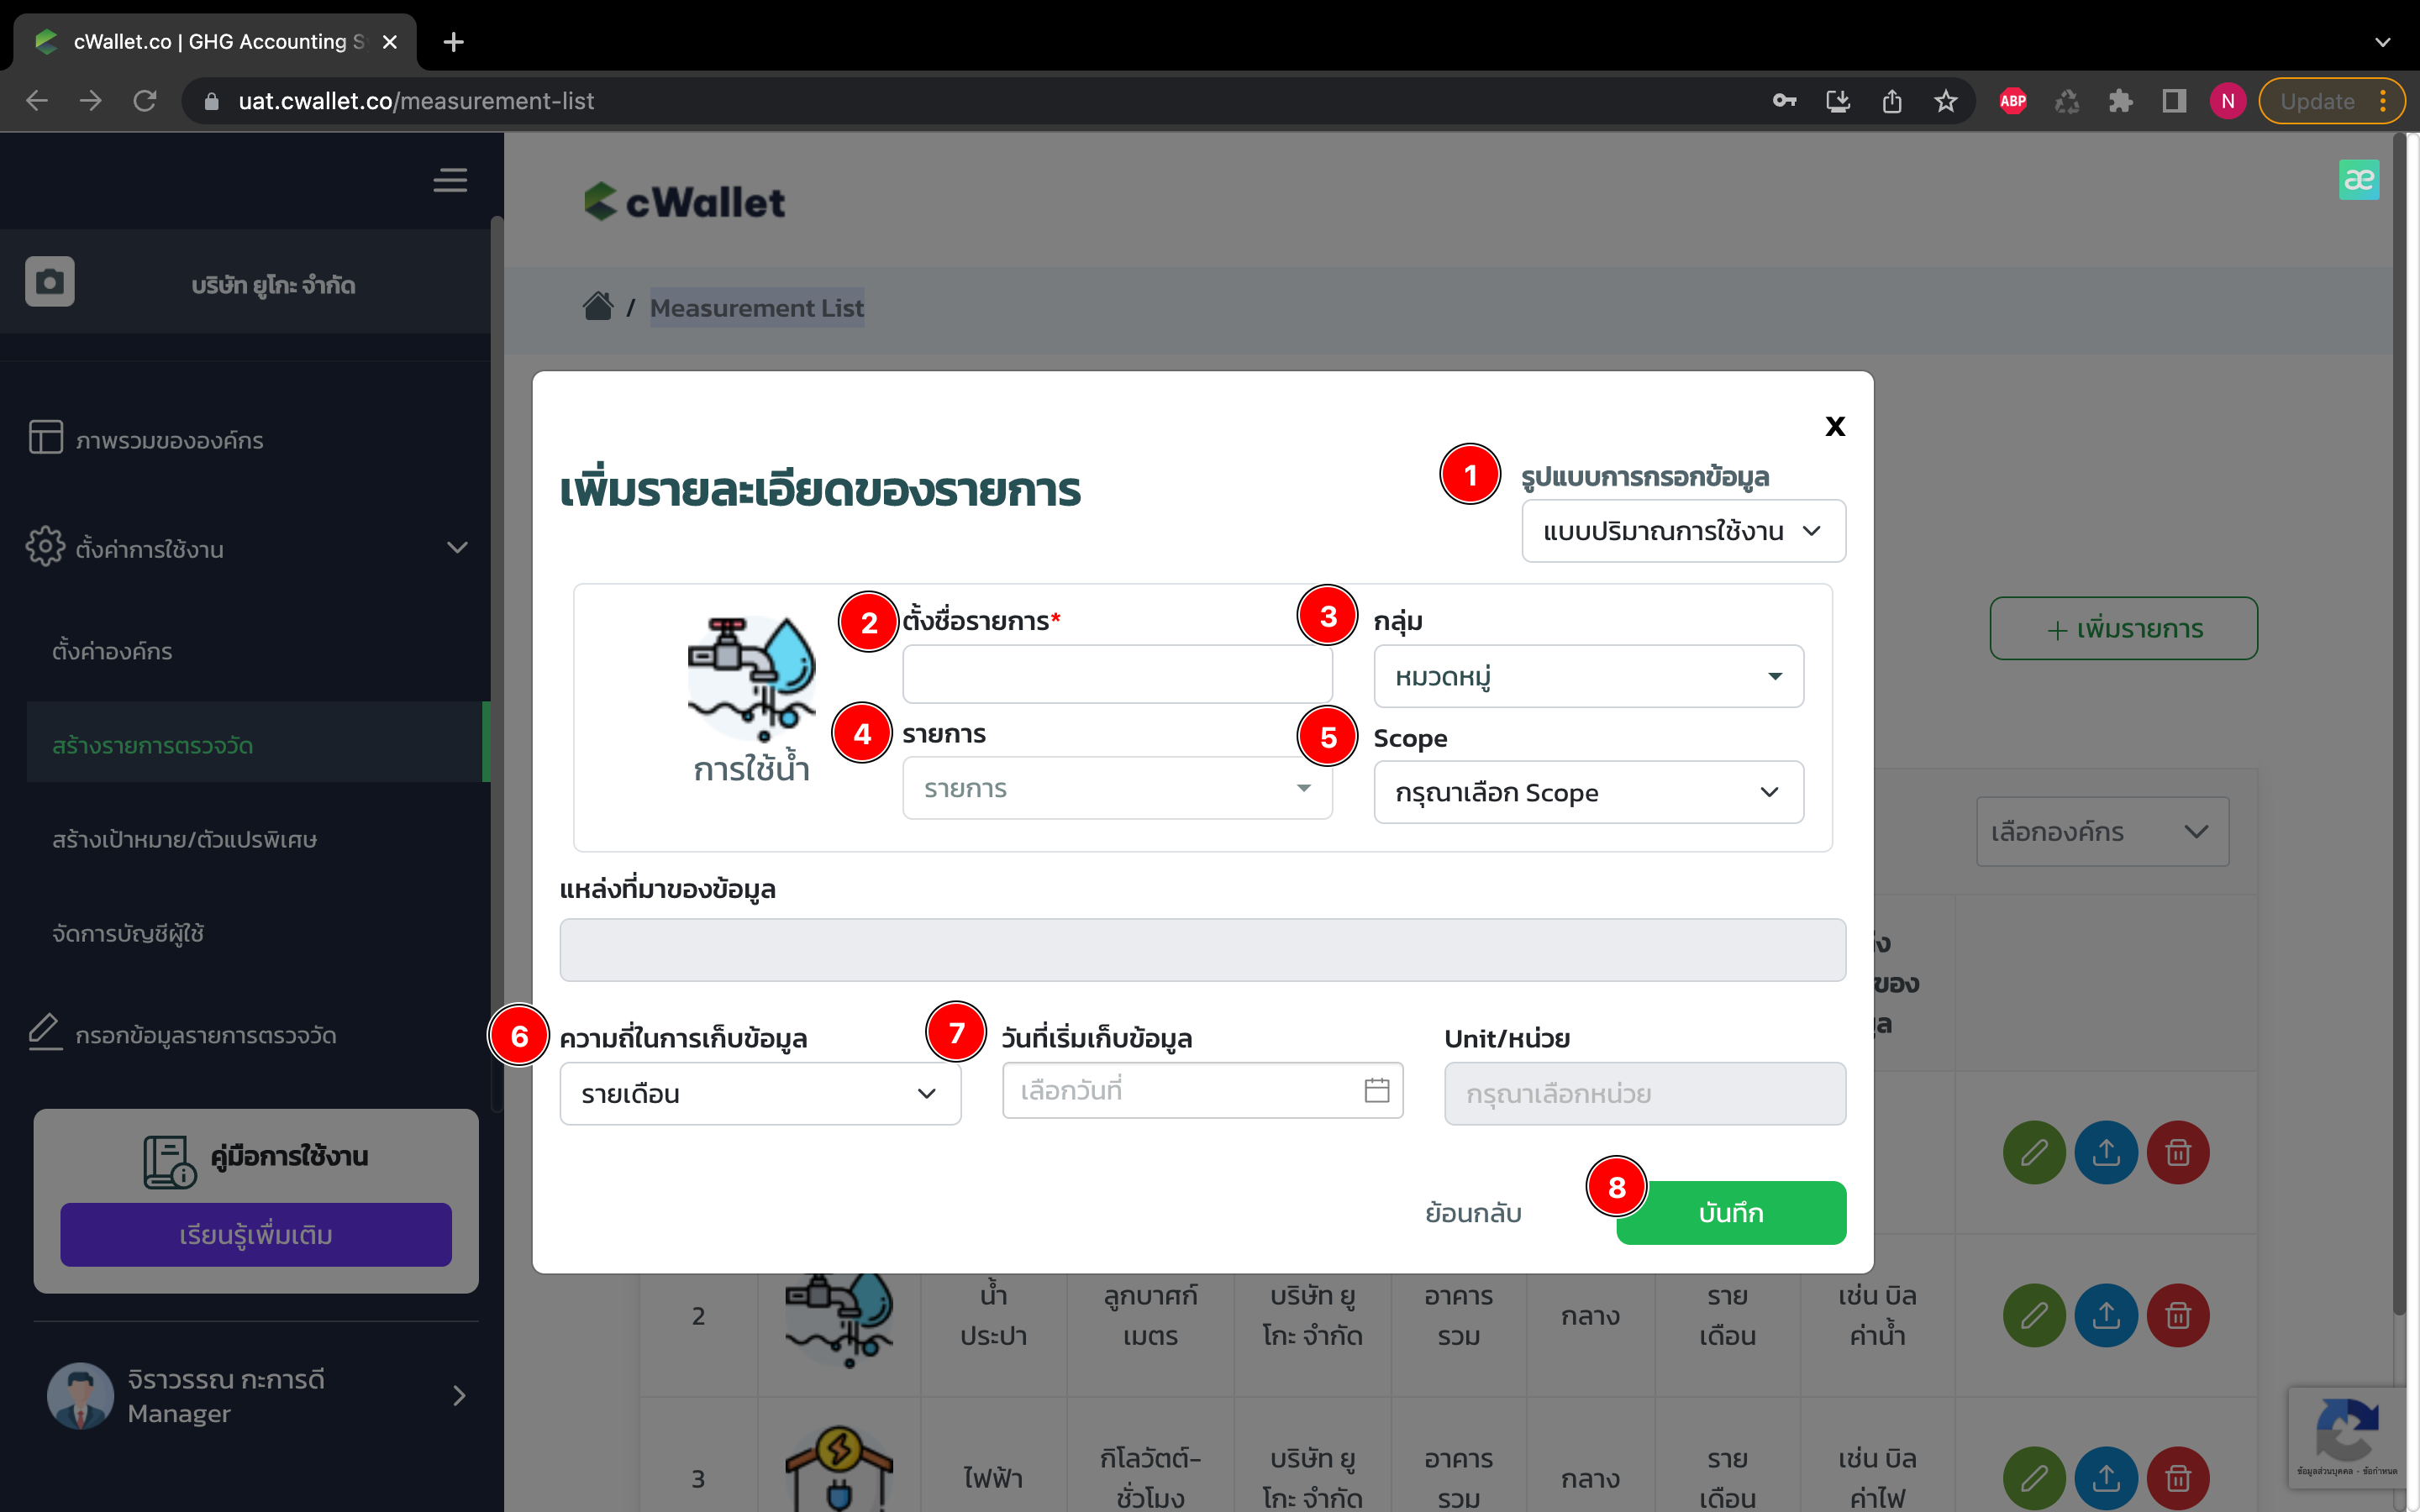 cWallet.co | GHG Accounting S
uat.cwallet.co/measurement-list
ABP
N
Update
cWallet
æ
บริษัท ยูโกะ จำกัด
/ Measurement List
ภาพรวมขององค์กร
ตั้งค่าการใช้งาน
ตั้งค่าองค์กร
สร้างรายการตรวจวัด
สร้างเป้าหมาย/ตัวแปรพิเศษ
จัดการบัญชีผู้ใช้
กรอกข้อมูลรายการตรวจวัด
คู่มือการใช้งาน
เรียนรู้เพิ่มเติม
จิราวรรณ กะการดี
Manager
X
เพิ่มรายละเอียดของรายการ
1 รูปแบบการกรอกข้อมูล
แบบปริมาณการใช้งาน
การใช้น้ำ
2 ตั้งชื่อรายการ*
3 กลุ่ม
หมวดหมู่
4 รายการ
รายการ
5 Scope
กรุณาเลือก Scope
แหล่งที่มาของข้อมูล
6 ความถี่ในการเก็บข้อมูล
รายเดือน
7 วันที่เริ่มเก็บข้อมูล
เลือกวันที่
Unit/หน่วย
กรุณาเลือกหน่วย
ย้อนกลับ
8 บันทึก
+ เพิ่มรายการ
เลือกองค์กร
ของ
2
น้ำ
ประปา
ลูกบาศก์
เมตร
บริษัท ยู
โกะ จำกัด
อาคาร
รวม
กลาง
ราย
เดือน
เช่น บิล
ค่าน้ำ
3
ไฟฟ้า
กิโลวัตต์-
ชั่วโมง
บริษัท ยู
โกะ จำกัด
อาคาร
รวม
กลาง
ราย
เดือน
เช่น บิล
ค่าไฟ
ข้อมูลส่วนบุคคล - ข้อกำหนด